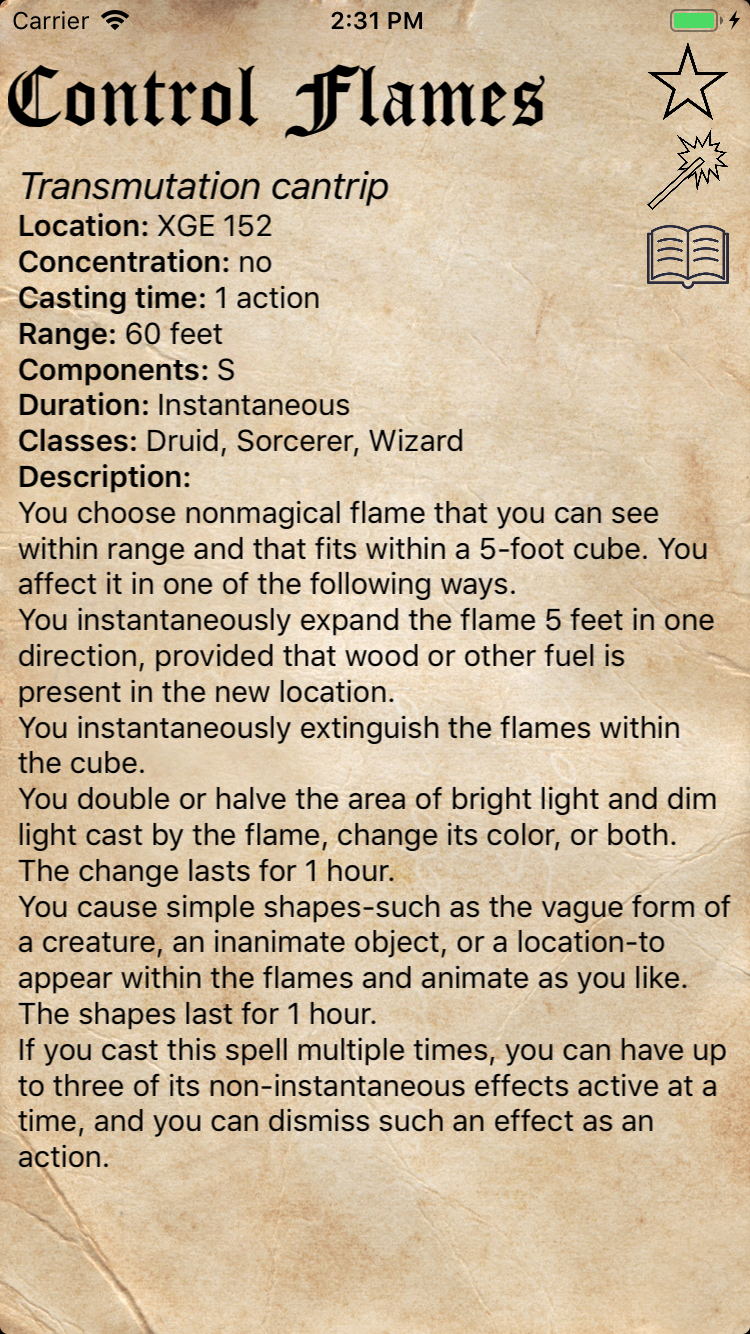 Carrier 2:31 PM
Control Flames
Transmutation cantrip
Location: XGE 152
Concentration: no
Casting time: 1 action
Range: 60 feet
Components: S
Duration: Instantaneous
Classes: Druid, Sorcerer, Wizard
Description:
You choose nonmagical flame that you can see
within range and that fits within a 5-foot cube. You
affect it in one of the following ways.
You instantaneously expand the flame 5 feet in one
direction, provided that wood or other fuel is
present in the new location.
You instantaneously extinguish the flames within
the cube.
You double or halve the area of bright light and dim
light cast by the flame, change its color, or both.
The change lasts for 1 hour.
You cause simple shapes-such as the vague form of
a creature, an inanimate object, or a location-to
appear within the flames and animate as you like.
The shapes last for 1 hour.
If you cast this spell multiple times, you can have up
to three of its non-instantaneous effects active at a
time, and you can dismiss such an effect as an
action.